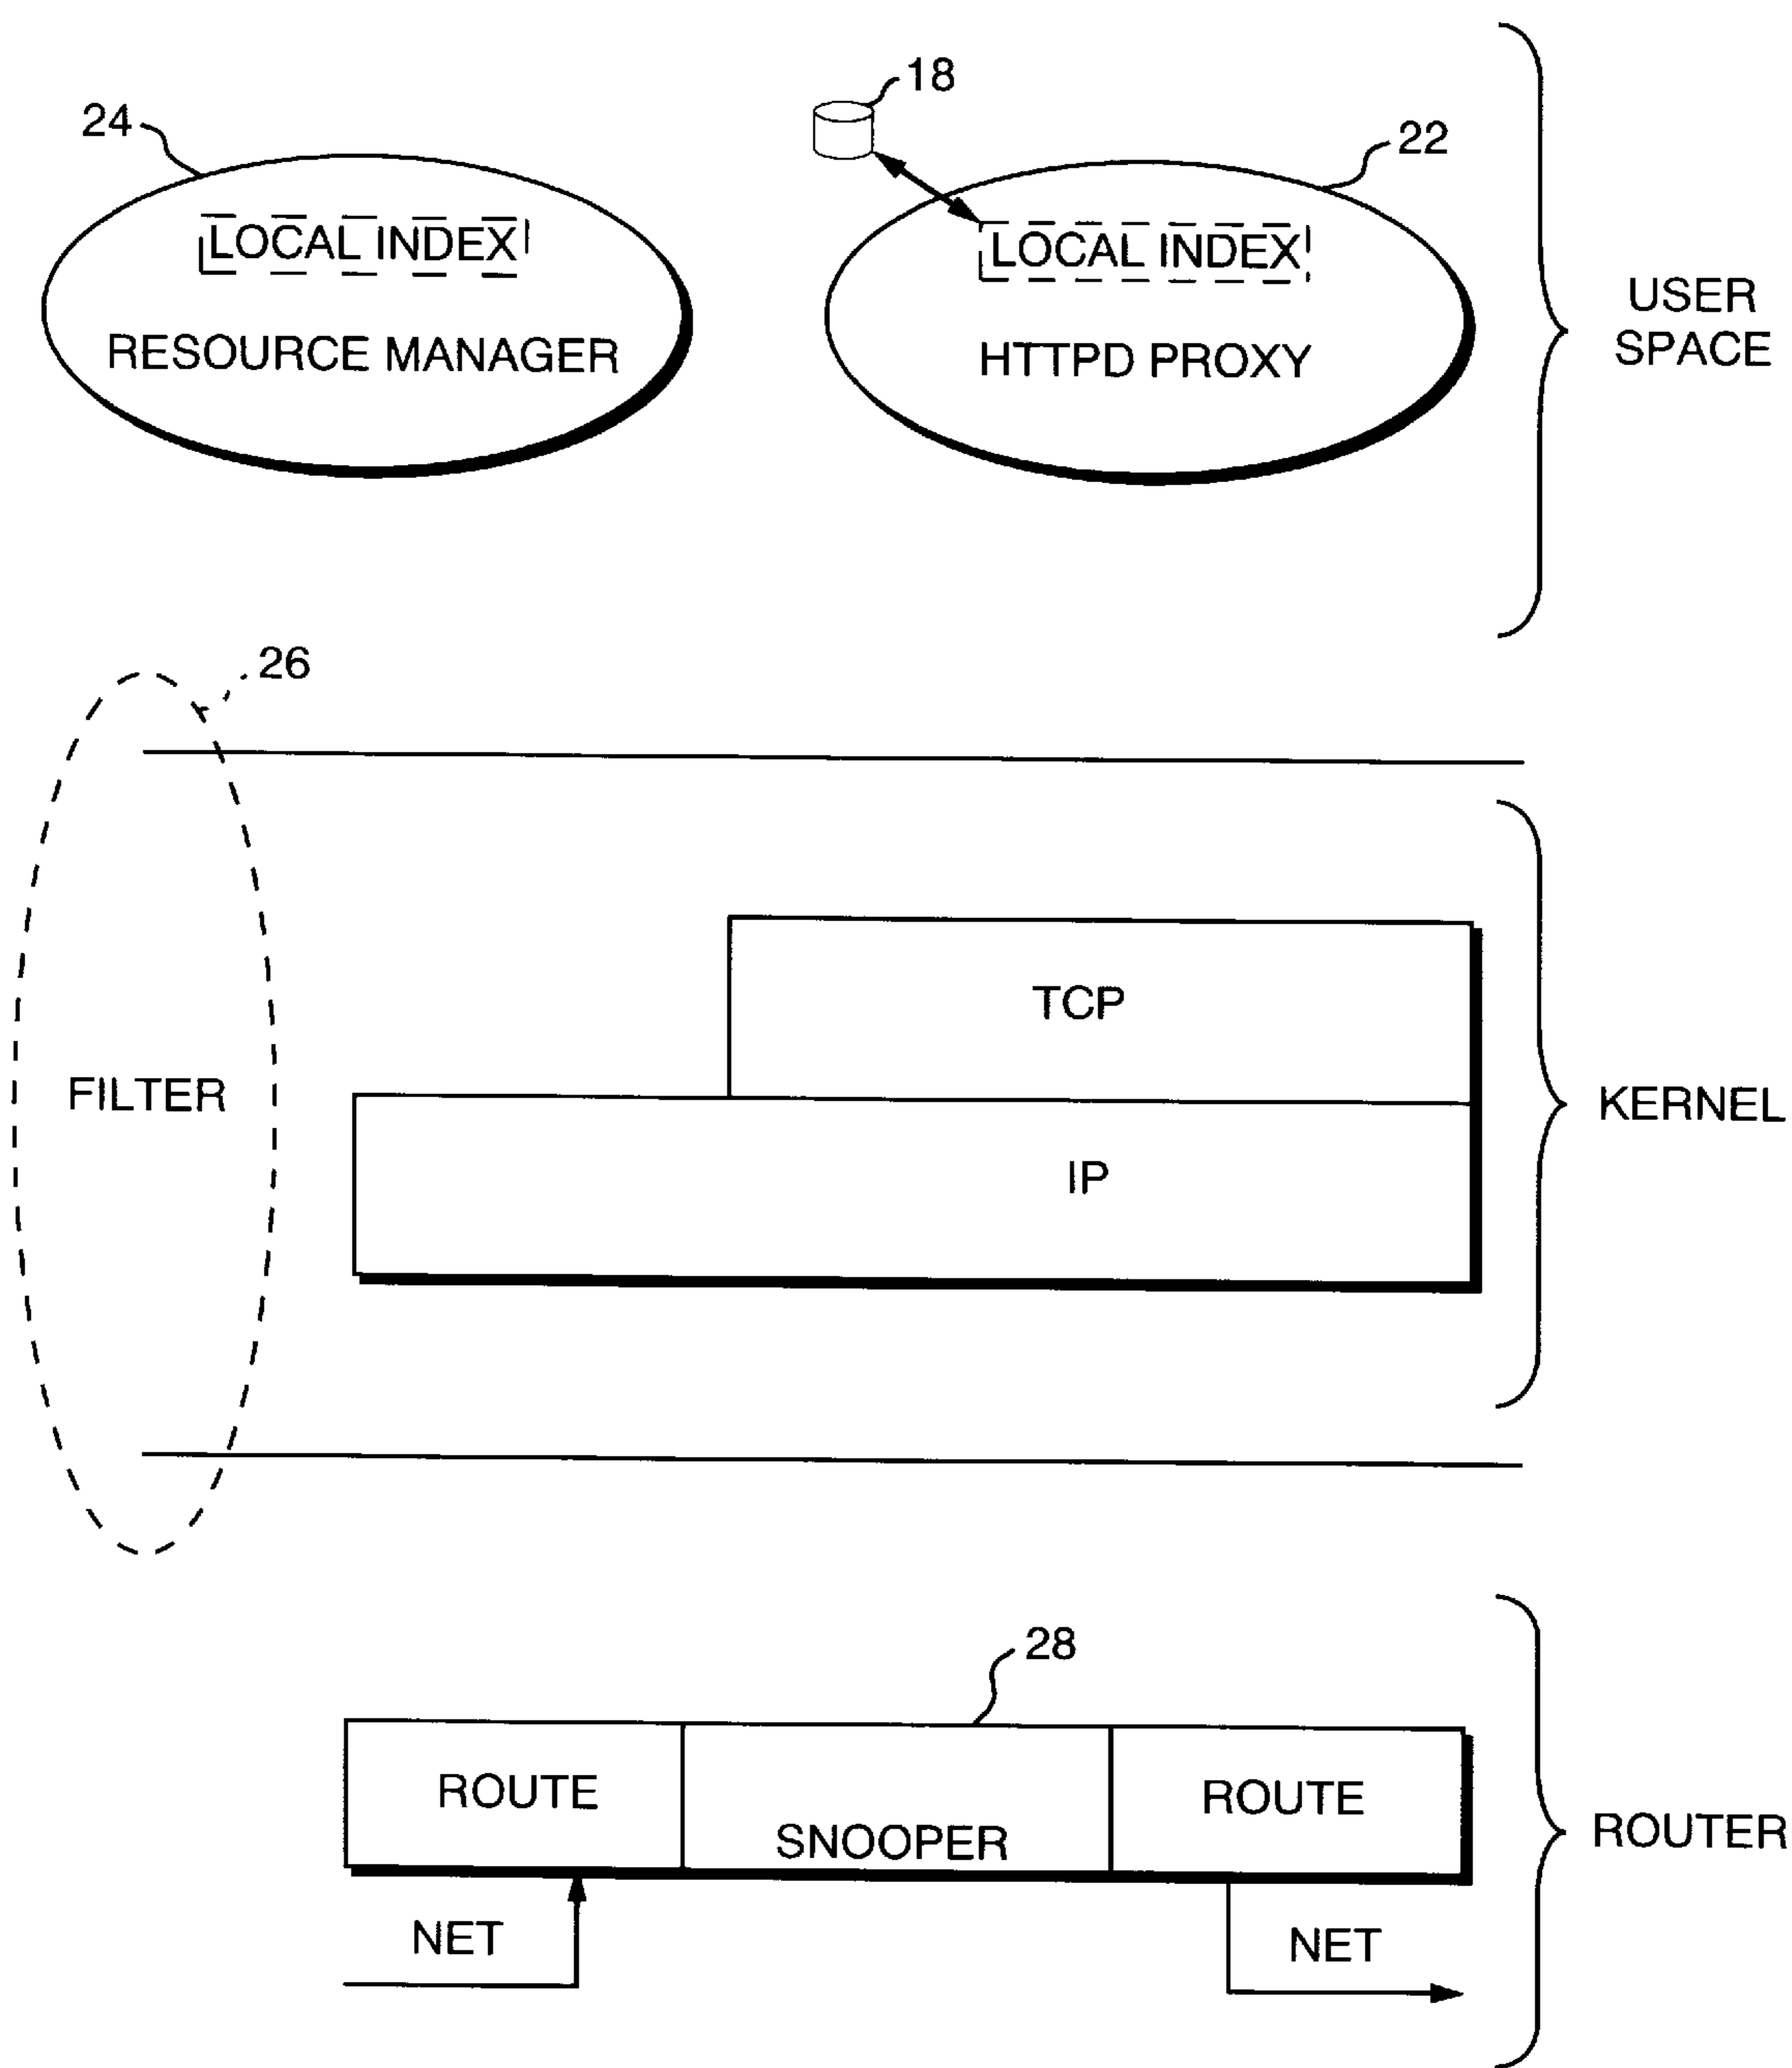 18
24
22
LOCAL INDEX
LOCAL INDEX
RESOURCE MANAGER
HTTPD PROXY
USER
SPACE
26
TCP
FILTER
KERNEL
IP
28
ROUTE
SNOOPER
ROUTE
ROUTER
NET
NET